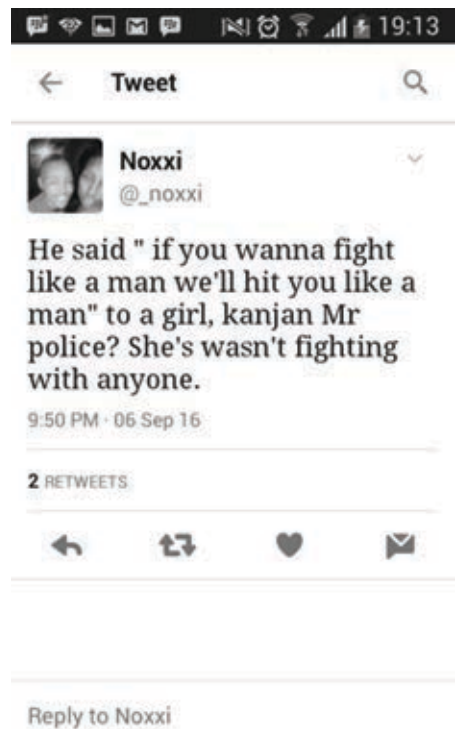 19:13
Tweet
Noxxi
@_noxxi
He said " if you wanna fight
like a man we'll hit you like a
man" to a girl, kanjan Mr
police? She's wasn't fighting
with anyone.
9:50 PM · 06 Sep 16
2 RETWEETS
Reply to Noxxi